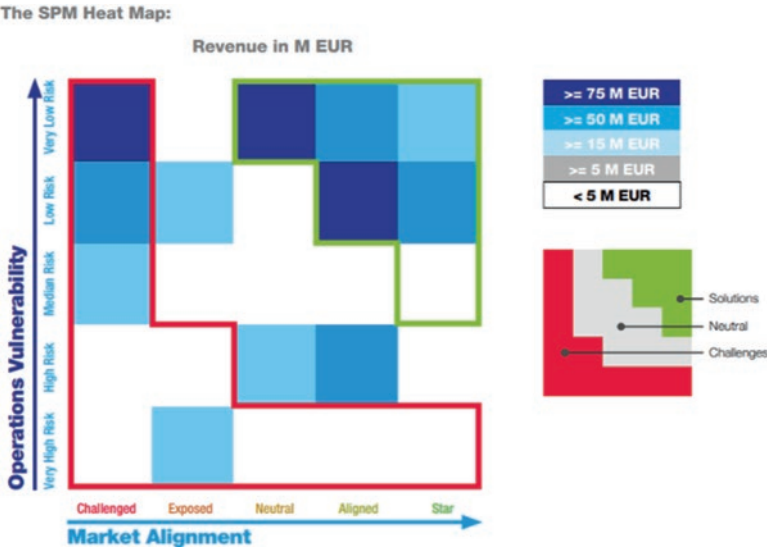 The SPM Heat Map:
Revenue in M EUR
Operations Vulnerability
Very Low Risk
Low Risk
Median Risk
High Risk
Very High Risk
Challenged
Exposed
Neutral
Aligned
Star
Market Alignment
>= 75 M EUR
>= 50 M EUR
>= 15 M EUR
>= 5 M EUR
< 5 M EUR
Solutions
Neutral
Challenges